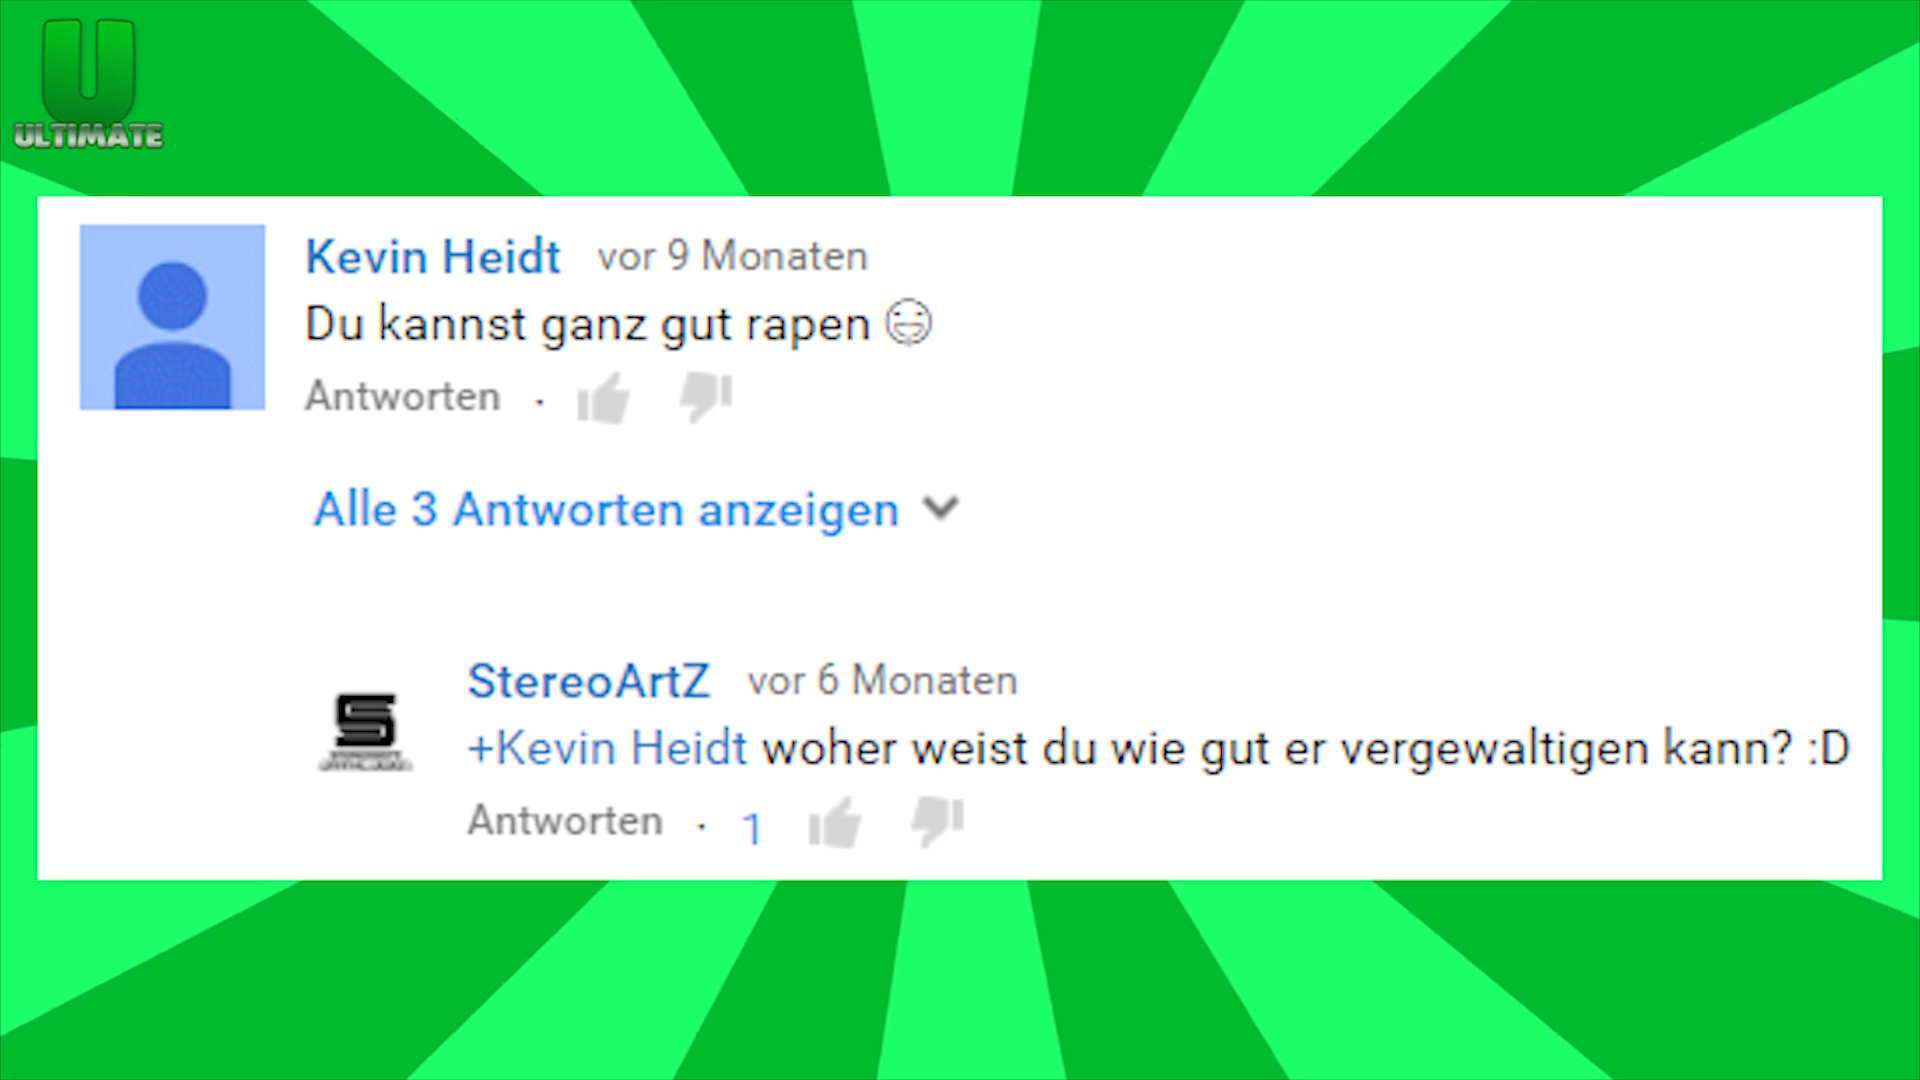 U
ULTIMATE
Kevin Heidt vor 9 Monaten
Du kannst ganz gut rapen 😄
Antworten ·
Alle 3 Antworten anzeigen
StereoArtZ vor 6 Monaten
+Kevin Heidt woher weist du wie gut er vergewaltigen kann? :D
Antworten · 1